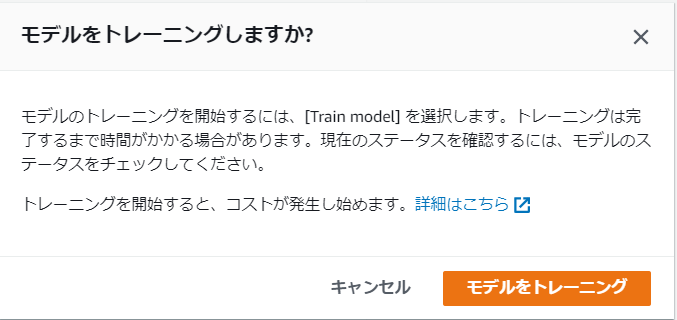 モデルをトレーニングしますか?
モデルのトレーニングを開始するには、[Train model] を選択します。トレーニングは完
了するまで時間がかかる場合があります。現在のステータスを確認するには、モデルのス
テータスをチェックしてください。
トレーニングを開始すると、コストが発生し始めます。詳細はこちら
キャンセル
モデルをトレーニング